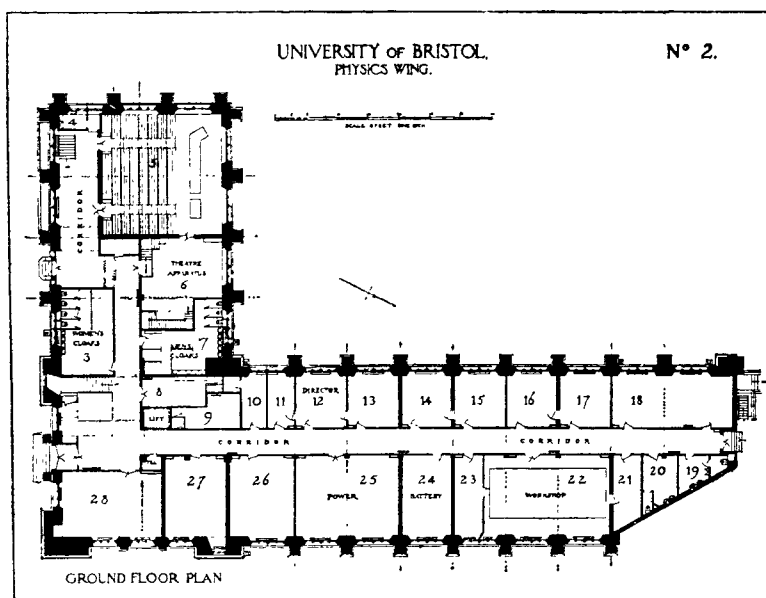 UNIVERSITY OF BRISTOL.
PHYSICS WING.
Nº 2.
4
5
CORRIDOR
THEATRE
APPARATUS
6
WOMEN'S
CLOAKS
3
7
MEN'S
CLOAKS
8
9
LIFT
10
11
DIRECTOR
12
13
14
15
16
17
18
CORRIDOR
CORRIDOR
28
27
26
25
POWER
24
BATTERY
23
22
WORKSHOP
21
20
19
GROUND FLOOR PLAN